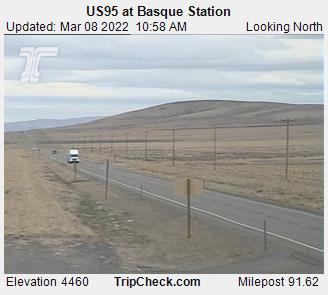 US95 at Basque Station
Updated: Mar 08 2022 10:58 AM Looking North
Elevation 4460 TripCheck.com Milepost 91.62